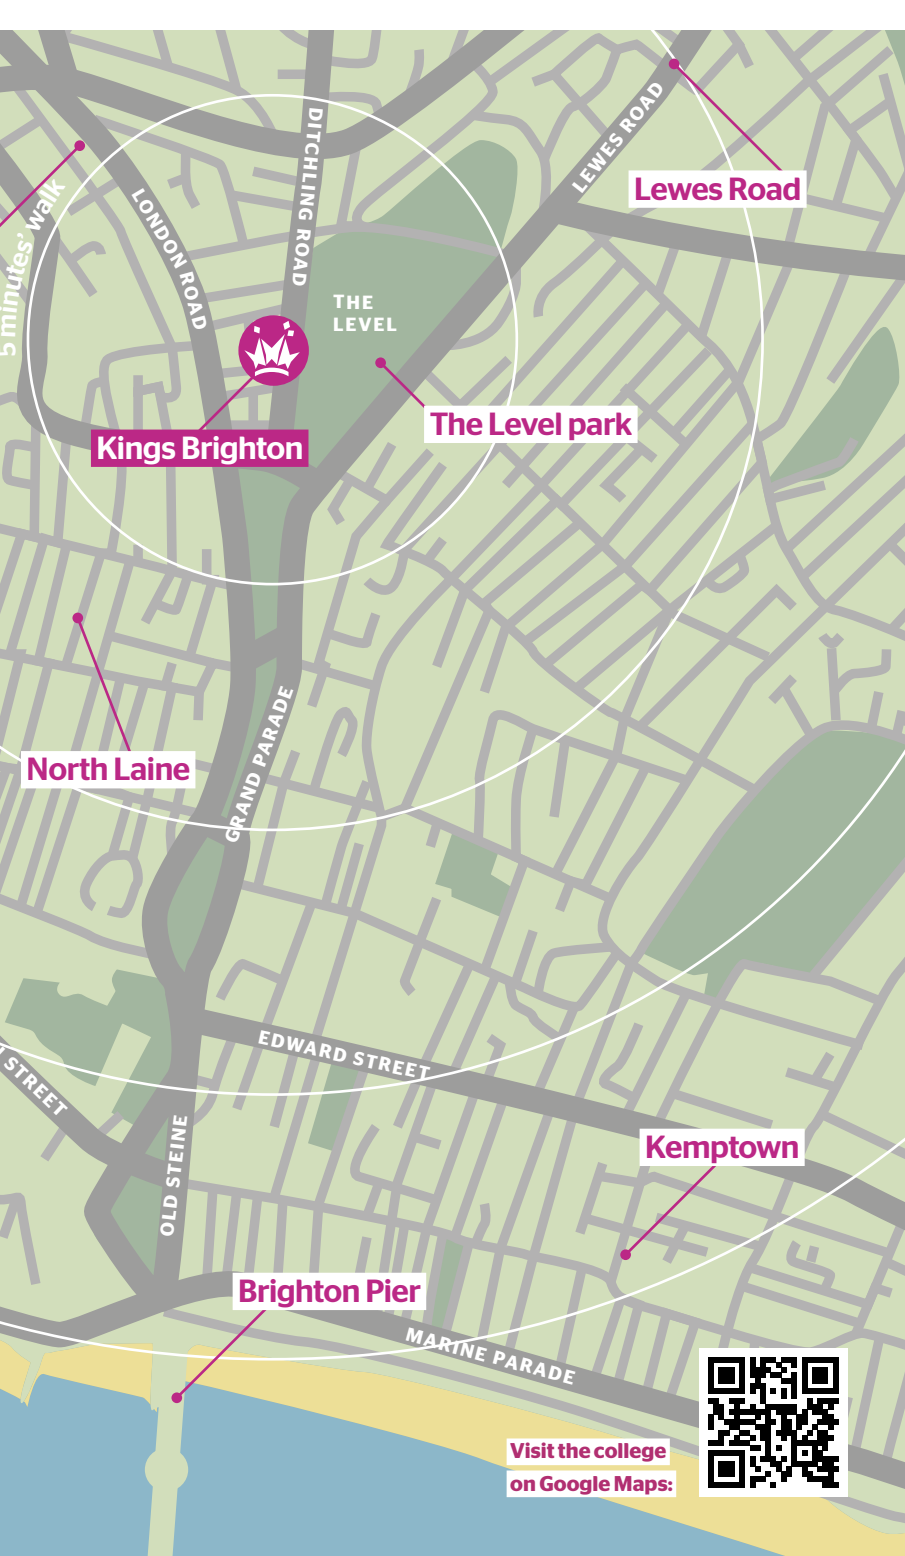 DITCHLING ROAD
LEWES ROAD
Lewes Road
5 minutes' walk
LONDON ROAD
THE
LEVEL
The Level park
Kings Brighton
North Laine
GRAND PARADE
EDWARD STREET
STREET
OLD STEINE
Kemptown
Brighton Pier
MARINE PARADE
Visit the college
on Google Maps: